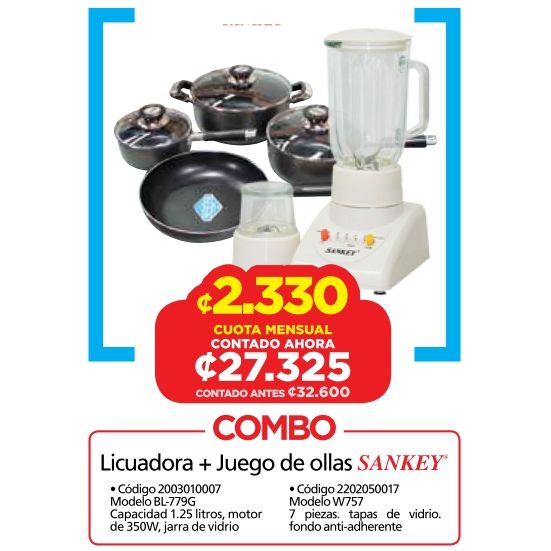 SANKEY
¢2.330
CUOTA MENSUAL
CONTADO AHORA
¢27.325
CONTADO ANTES ¢32.600
COMBO
Licuadora + Juego de ollas SANKEY®
• Código 2003010007
Modelo BL-779G
Capacidad 1.25 litros, motor
de 350W, jarra de vidrio
• Código 2202050017
Modelo W757
7 piezas. tapas de vidrio.
fondo anti-adherente